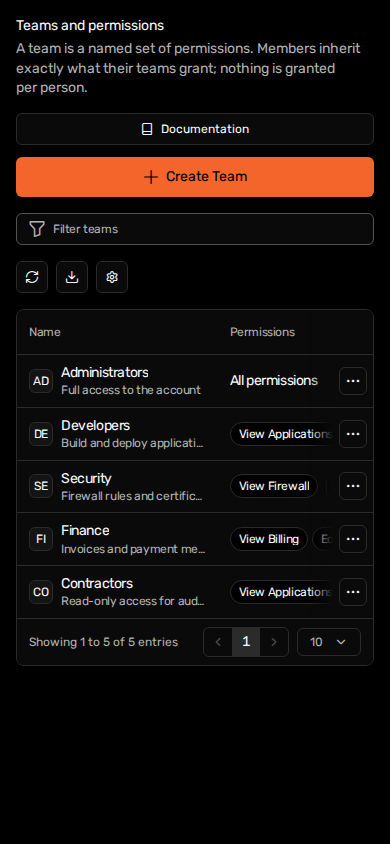 Teams and permissions
A team is a named set of permissions. Members inherit
exactly what their teams grant; nothing is granted
per person.
Documentation
Create Team
Filter teams
Name Permissions
AD Administrators All permissions
Full access to the account
DE Developers View Applications
Build and deploy applicati...
SE Security View Firewall
Firewall rules and certific...
FI Finance View Billing
Invoices and payment me...
CO Contractors View Applications
Read-only access for aud...
Showing 1 to 5 of 5 entries 1 10